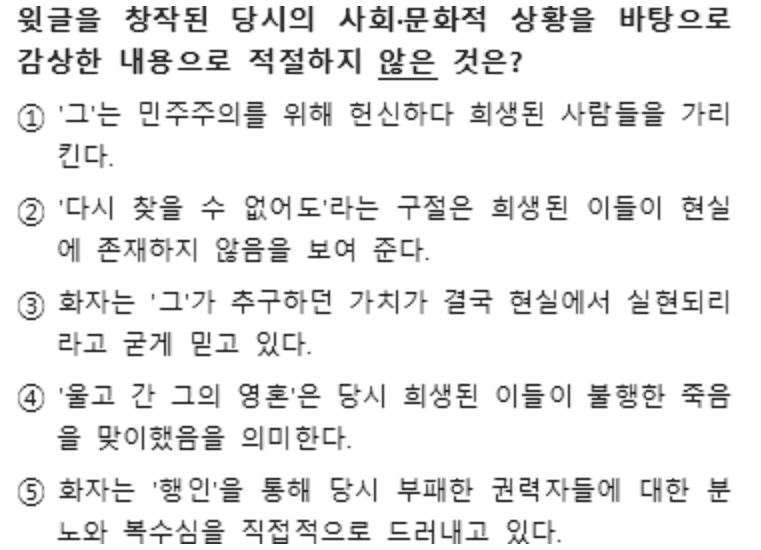 윗글을 창작된 당시의 사회·문화적 상황을 바탕으로
감상한 내용으로 적절하지 않은 것은?
① '그'는 민주주의를 위해 헌신하다 희생된 사람들을 가리
킨다.
② '다시 찾을 수 없어도'라는 구절은 희생된 이들이 현실
에 존재하지 않음을 보여 준다.
③ 화자는 '그'가 추구하던 가치가 결국 현실에서 실현되리
라고 굳게 믿고 있다.
④ '울고 간 그의 영혼'은 당시 희생된 이들이 불행한 죽음
을 맞이했음을 의미한다.
⑤ 화자는 '행인'을 통해 당시 부패한 권력자들에 대한 분
노와 복수심을 직접적으로 드러내고 있다.